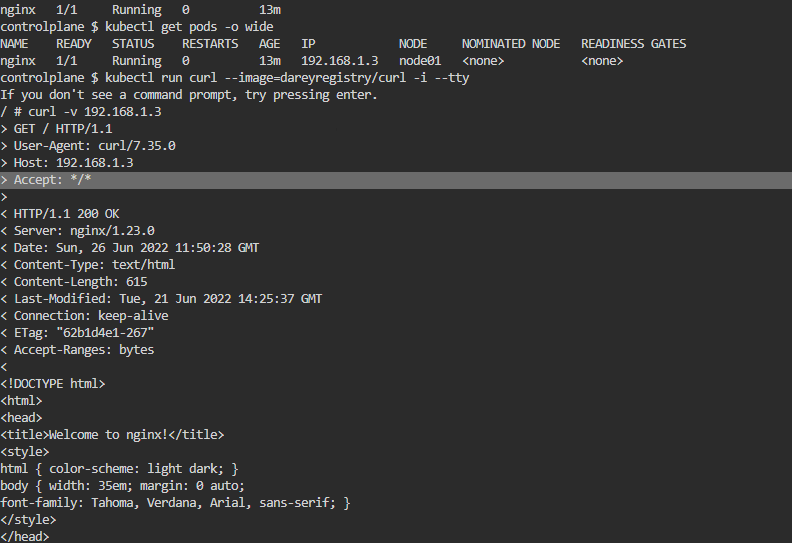 nginx   1/1     Running   0          13m
controlplane $ kubectl get pods -o wide
NAME    READY   STATUS    RESTARTS   AGE   IP            NODE     NOMINATED NODE   READINESS GATES
nginx   1/1     Running   0          13m   192.168.1.3   node01   <none>           <none>
controlplane $ kubectl run curl --image=dareyregistry/curl -i --tty
If you don't see a command prompt, try pressing enter.
/ # curl -v 192.168.1.3
> GET / HTTP/1.1
> User-Agent: curl/7.35.0
> Host: 192.168.1.3
> Accept: */*
>
< HTTP/1.1 200 OK
< Server: nginx/1.23.0
< Date: Sun, 26 Jun 2022 11:50:28 GMT
< Content-Type: text/html
< Content-Length: 615
< Last-Modified: Tue, 21 Jun 2022 14:25:37 GMT
< Connection: keep-alive
< ETag: "62b1d4e1-267"
< Accept-Ranges: bytes
<
<!DOCTYPE html>
<html>
<head>
<title>Welcome to nginx!</title>
<style>
html { color-scheme: light dark; }
body { width: 35em; margin: 0 auto;
font-family: Tahoma, Verdana, Arial, sans-serif; }
</style>
</head>